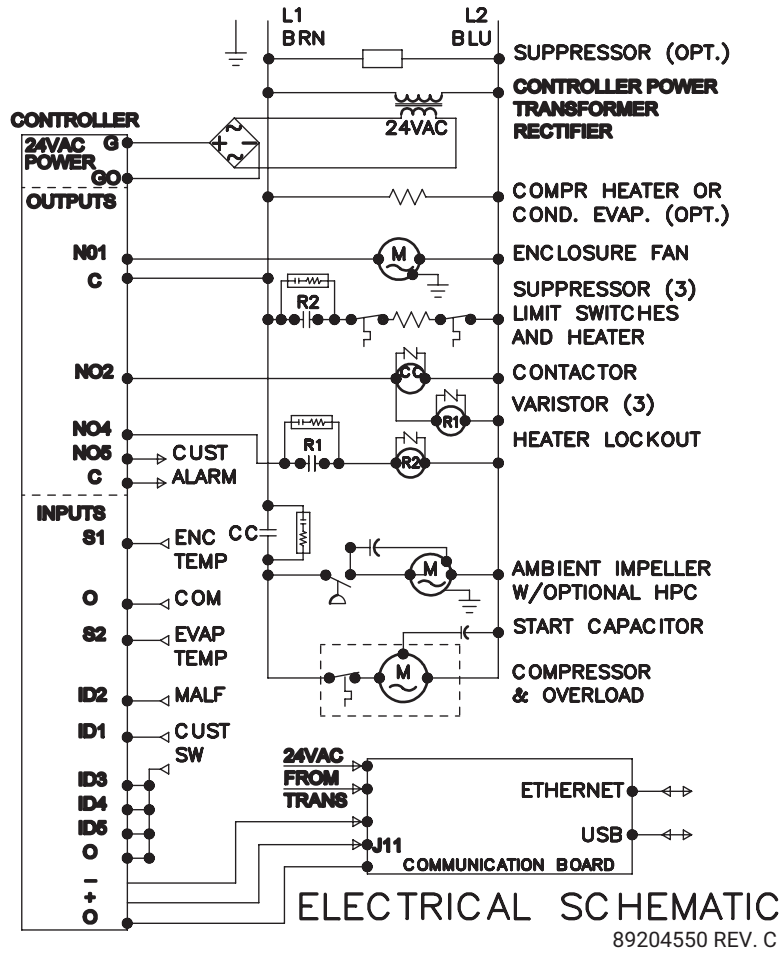 L1
BRN
L2
BLU
SUPPRESSOR (OPT.)
CONTROLLER POWER
TRANSFORMER
RECTIFIER
24VAC
CONTROLLER
24VAC G
POWER
GO
+ −
~
~
OUTPUTS
COMPR HEATER OR
COND. EVAP. (OPT.)
N01
C
M
ENCLOSURE FAN
R2
SUPPRESSOR (3)
LIMIT SWITCHES
AND HEATER
NO2
CC
CONTACTOR
R1
VARISTOR (3)
NO4
NO5
C
CUST
ALARM
R1
R2
HEATER LOCKOUT
INPUTS
S1
ENC
TEMP
CC
O
COM
M
AMBIENT IMPELLER
W/OPTIONAL HPC
S2
EVAP
TEMP
START CAPACITOR
M
COMPRESSOR
& OVERLOAD
ID2
MALF
ID1
CUST
SW
ID3
ID4
ID5
O
−
+
O
24VAC
FROM
TRANS
J11
ETHERNET
USB
COMMUNICATION BOARD
ELECTRICAL SCHEMATIC
89204550 REV. C